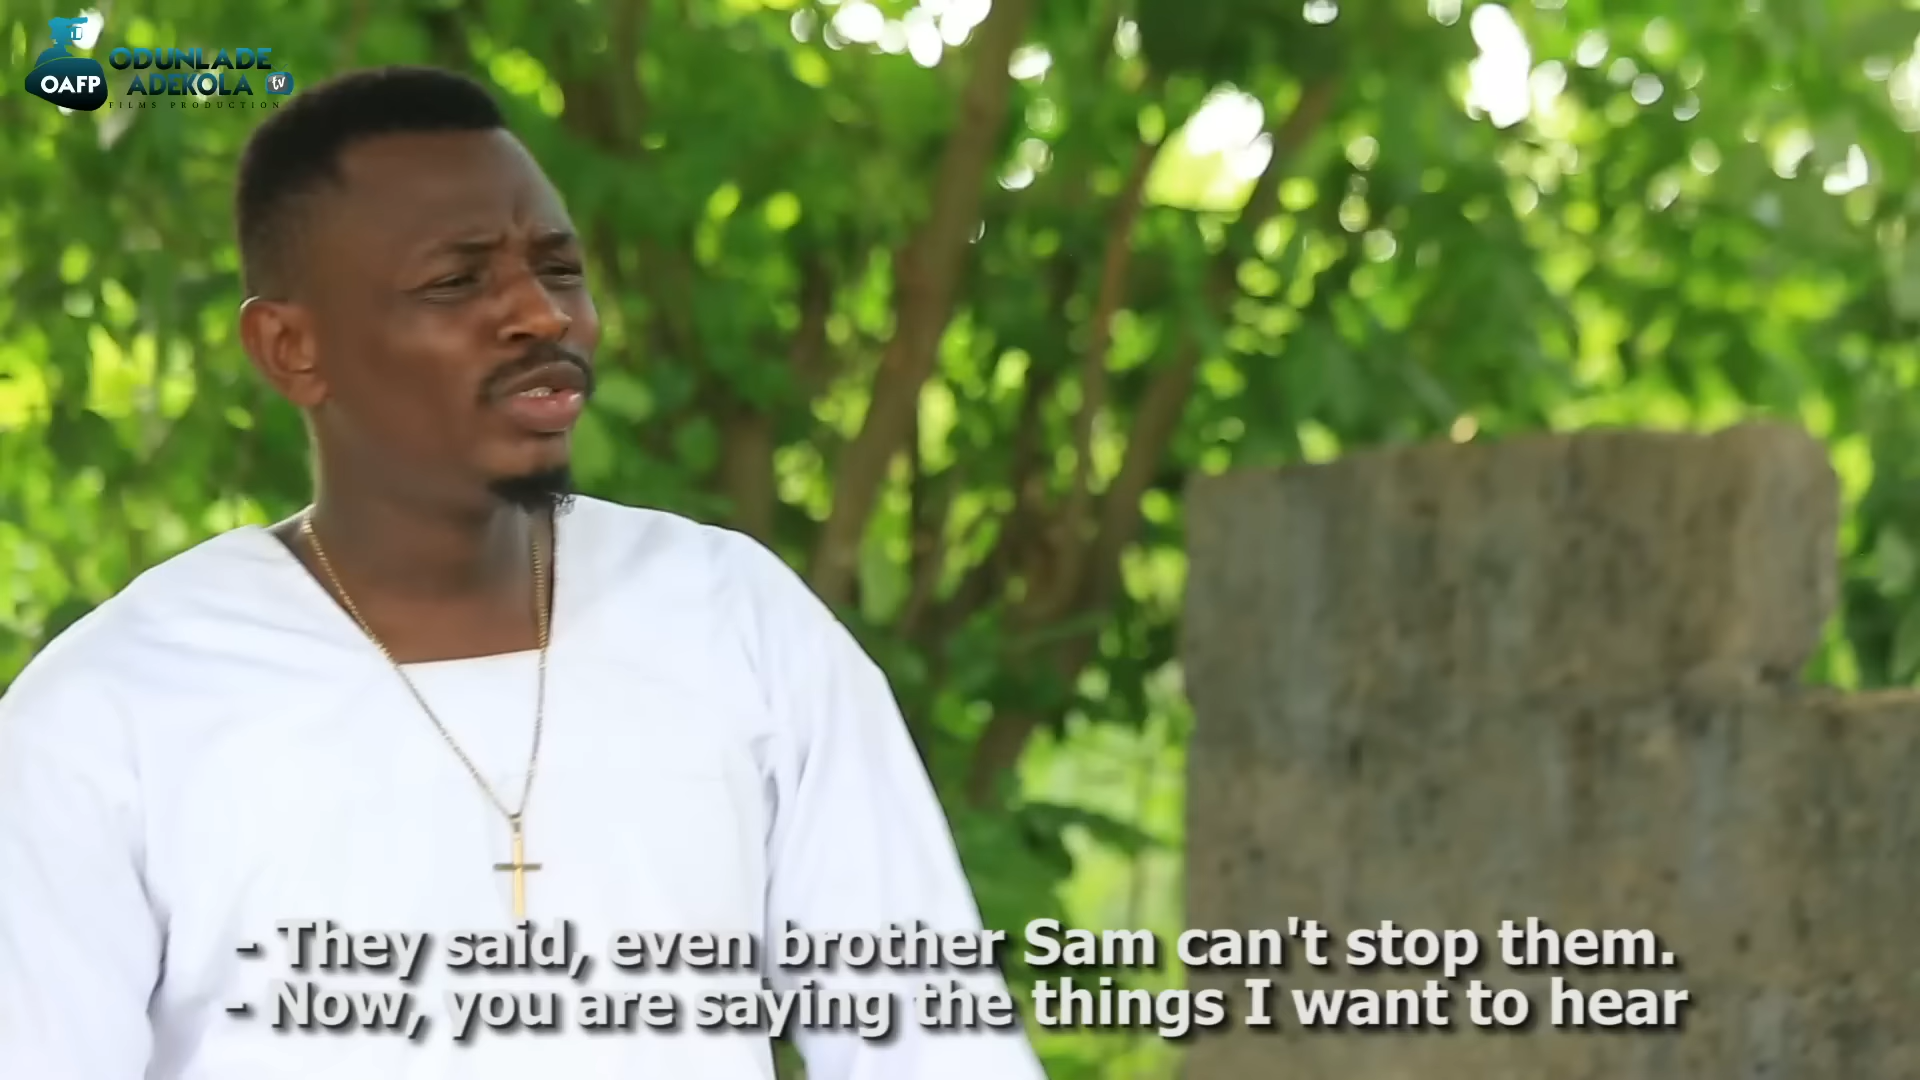 OAFP
ODUNLADE
ADEKOLA tv
FILMS PRODUCTION
- They said, even brother Sam can't stop them.
- Now, you are saying the things I want to hear